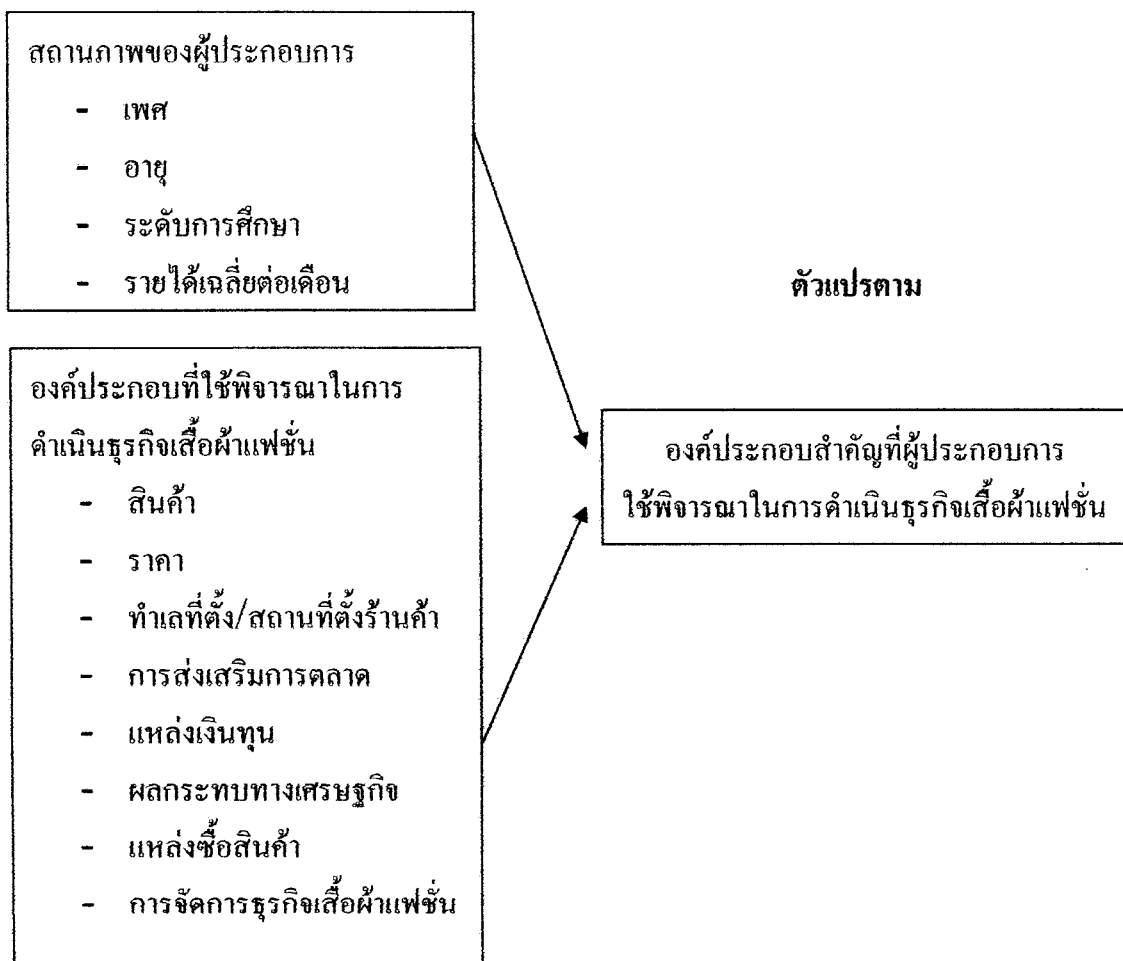 สถานภาพของผู้ประกอบการ
- เพศ
- อายุ
- ระดับการศึกษา
- รายได้เฉลี่ยต่อเดือน
ตัวแปรตาม
องค์ประกอบที่ใช้พิจารณาในการ
ดำเนินธุรกิจเสื้อผ้าแฟชั่น
- สินค้า
- ราคา
- ทำเลที่ตั้ง/สถานที่ตั้งร้านค้า
- การส่งเสริมการตลาด
- แหล่งเงินทุน
- ผลกระทบทางเศรษฐกิจ
- แหล่งซื้อสินค้า
- การจัดการธุรกิจเสื้อผ้าแฟชั่น
องค์ประกอบสำคัญที่ผู้ประกอบการ
ใช้พิจารณาในการดำเนินธุรกิจเสื้อผ้าแฟชั่น